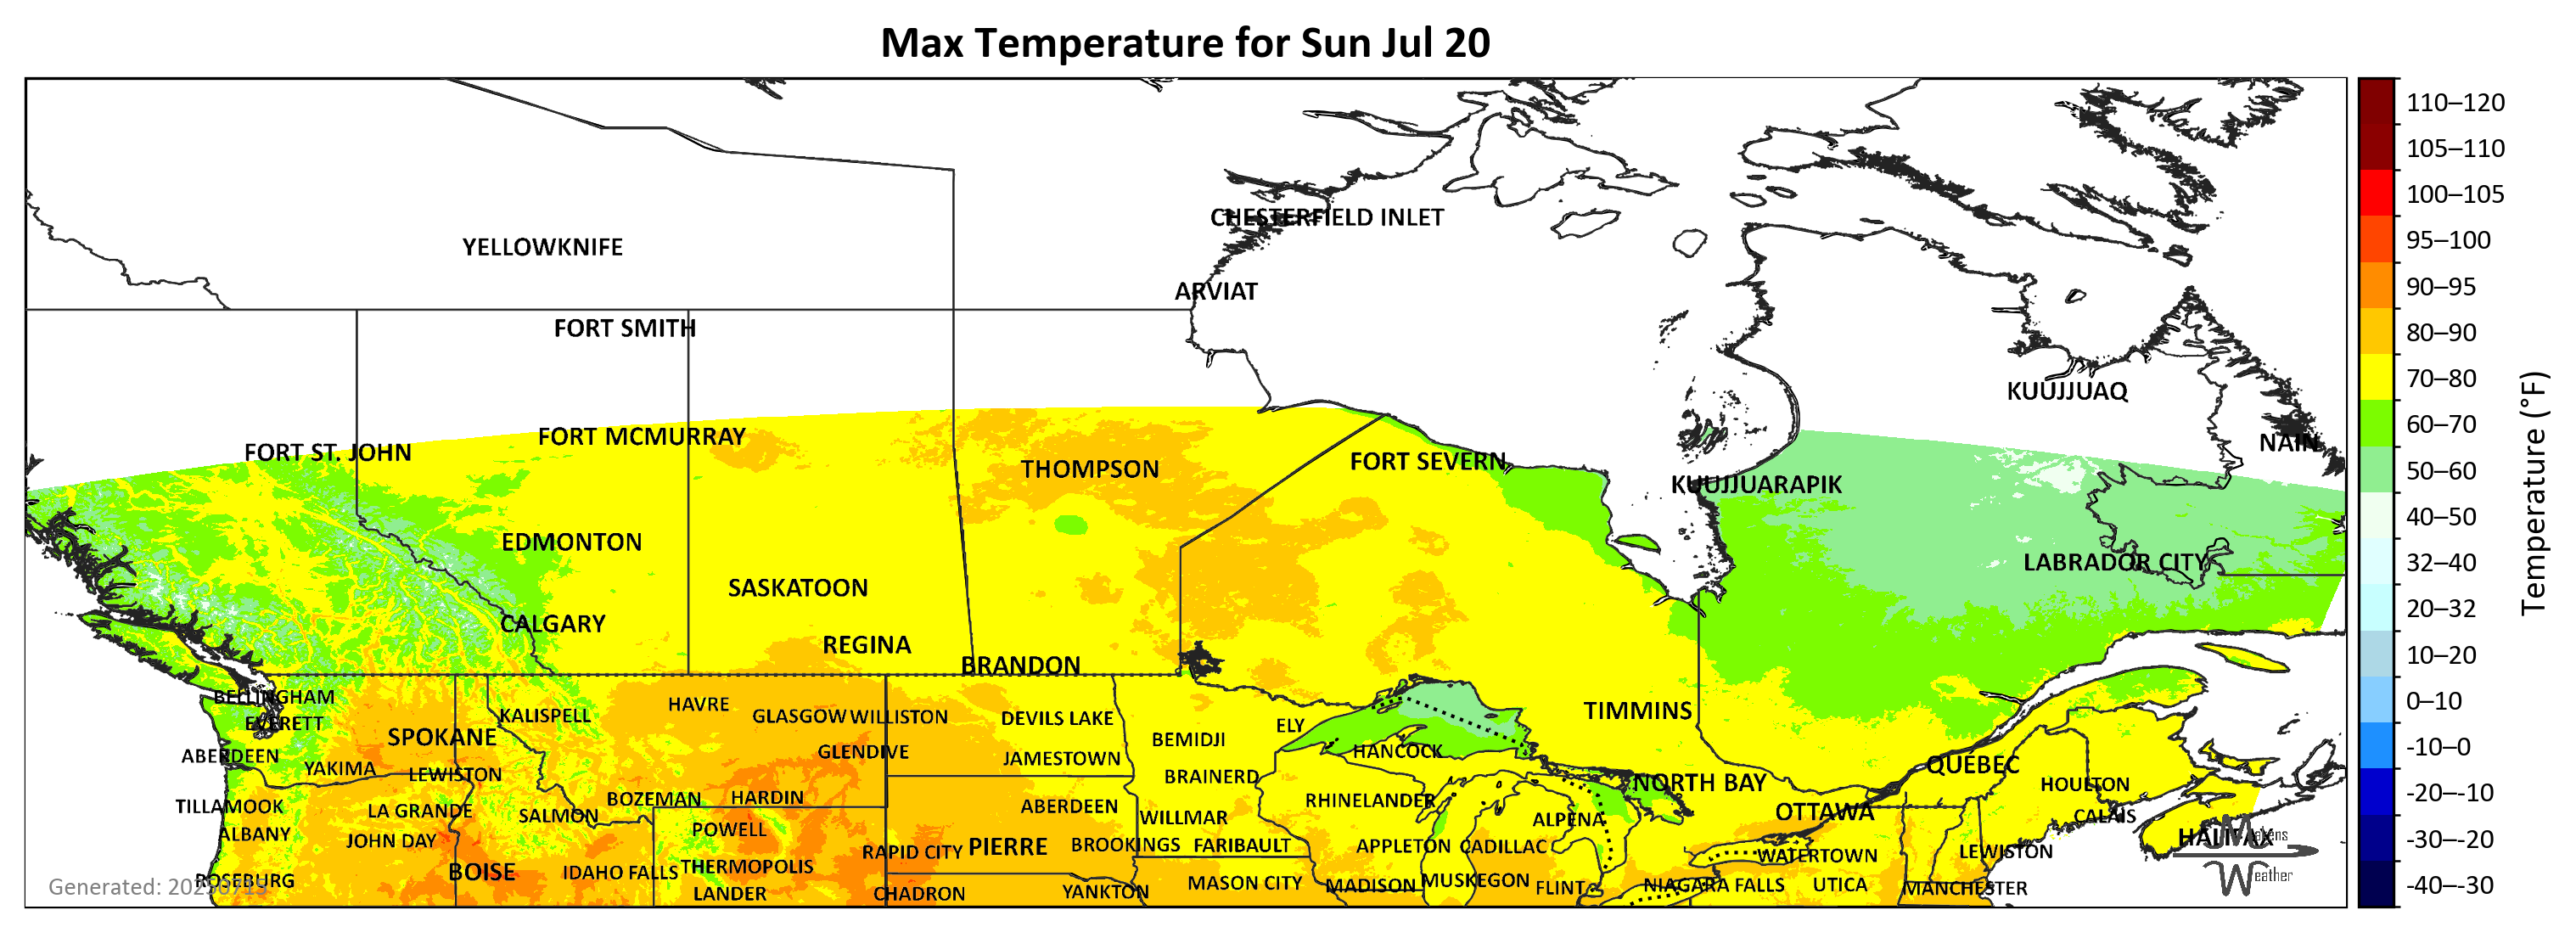 Max Temperature for Sun Jul 20
CHESTERFIELD INLET
YELLOWKNIFE
ARVIAT
FORT SMITH
KUUJJUAQ
FORT MCMURRAY
NAIN
FORT ST. JOHN
FORT SEVERN
THOMPSON
KUUJJUARAPIK
EDMONTON
LABRADOR CITY
SASKATOON
CALGARY
REGINA
BRANDON
BELLINGHAM
HAVRE
TIMMINS
KALISPELL
GLASGOW WILLISTON
DEVILS LAKE
EVERETT
ELY
SPOKANE
BEMIDJI
GLENDIVE
HANCOCK
ABERDEEN
JAMESTOWN
QUÉBEC
YAKIMA
LEWISTON
BRAINERD
NORTH BAY
HOULTON
BOZEMAN
HARDIN
RHINELANDER
TILLAMOOK
LA GRANDE
ABERDEEN
OTTAWA
SALMON
CALAIS
WILLMAR
ALPENA
POWELL
ALBANY
HALIFAX
JOHN DAY
BROOKINGS
FARIBAULT
APPLETON
CADILLAC
PIERRE
RAPID CITY
LEWISTON
WATERTOWN
THERMOPOLIS
BOISE
IDAHO FALLS
ROSEBURG
MUSKEGON
MASON CITY
NIAGARA FALLS
UTICA
MADISON
FLINT
MANCHESTER
YANKTON
LANDER
CHADRON
Generated: 20250715
Weather
110–120
105–110
100–105
95–100
90–95
80–90
70–80
60–70
50–60
40–50
32–40
20–32
10–20
0–10
-10–0
-20–-10
-30–-20
-40–-30
Temperature (°F)